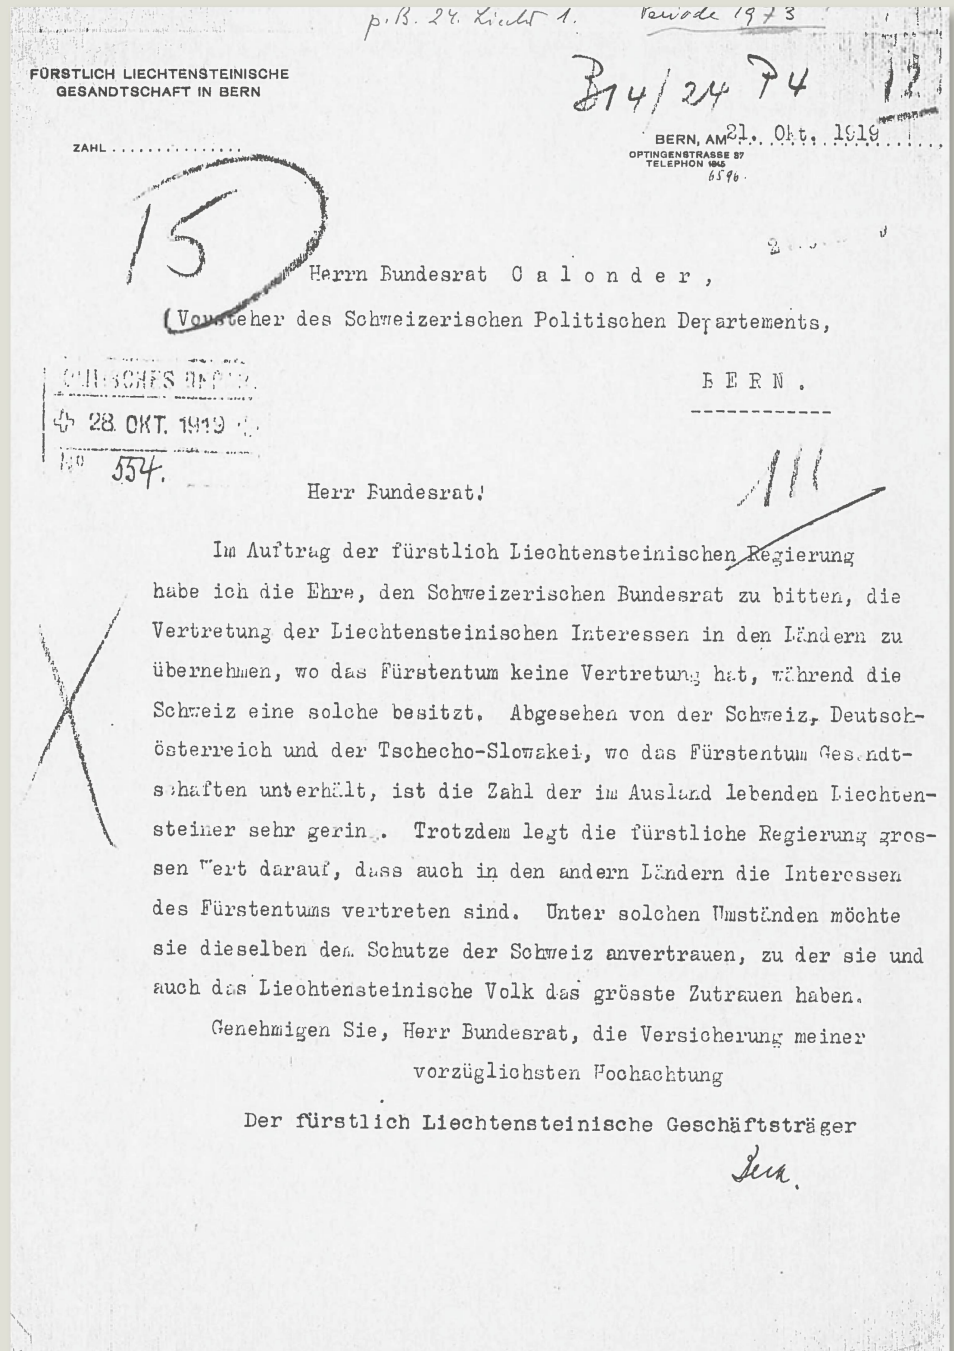 p. B. 24. Liecht 1. Periode 1973
FÜRSTLICH LIECHTENSTEINISCHE
GESANDTSCHAFT IN BERN
B14/24 P4
ZAHL . . . . . . . . . . . . . . .
BERN, AM 21. Okt. 1919
OPTINGENSTRASSE 37
TELEPHON
6596.
15
Herrn Bundesrat C a l o n d e r ,
Vorsteher des Schweizerischen Politischen Departements,
B E R N .
28. OKT. 1919
No 554.
Herr Bundesrat!
Im Auftrag der fürstlich Liechtensteinischen Regierung
habe ich die Ehre, den Schweizerischen Bundesrat zu bitten, die
Vertretung der Liechtensteinischen Interessen in den Ländern zu
übernehmen, wo das Fürstentum keine Vertretung hat, während die
Schweiz eine solche besitzt. Abgesehen von der Schweiz, Deutsch-
österreich und der Tschecho-Slowakei, wo das Fürstentum Gesandt-
schaften unterhält, ist die Zahl der im Ausland lebenden Liechten-
steiner sehr gering. Trotzdem legt die fürstliche Regierung gros-
sen Wert darauf, dass auch in den andern Ländern die Interessen
des Fürstentums vertreten sind. Unter solchen Umständen möchte
sie dieselben dem Schutze der Schweiz anvertrauen, zu der sie und
auch das Liechtensteinische Volk das grösste Zutrauen haben.
Genehmigen Sie, Herr Bundesrat, die Versicherung meiner
vorzüglichsten Hochachtung
Der fürstlich Liechtensteinische Geschäftsträger